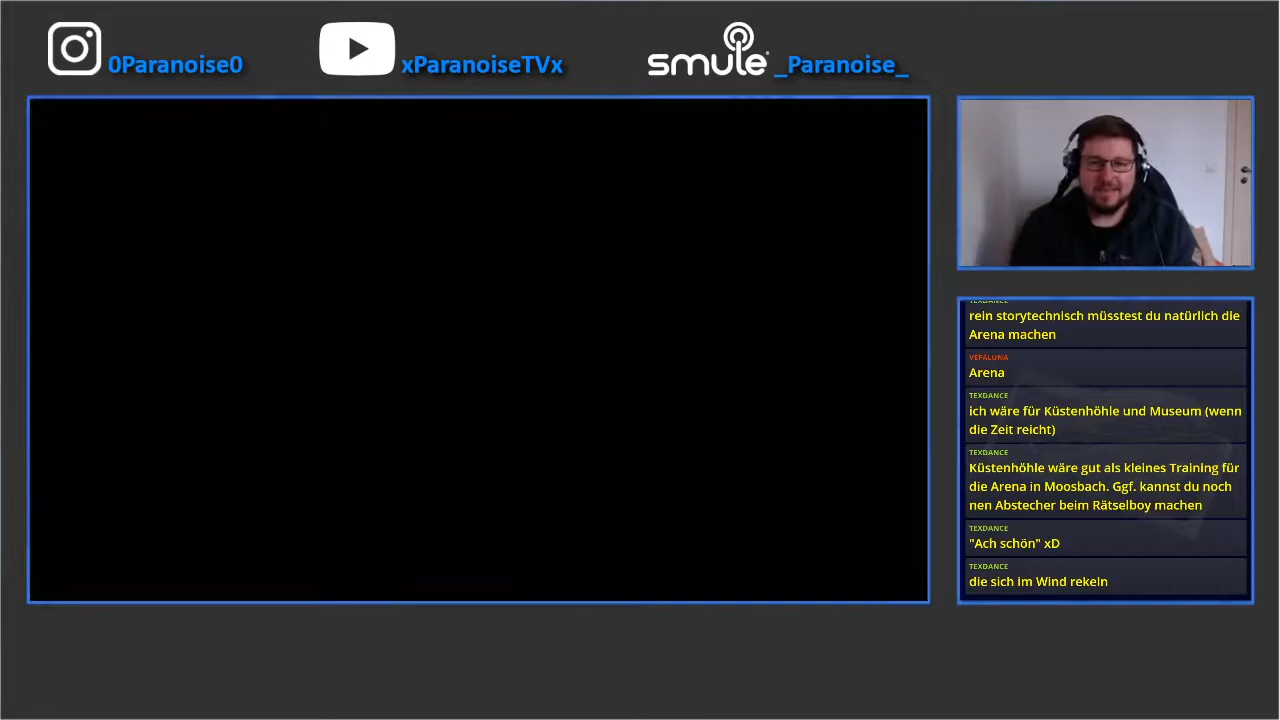 0Paranoise0
xParanoiseTVx
smule
_Paranoise_
TEXDANCE
rein storytechnisch müsstest du natürlich die
Arena machen
VEFALUNA
Arena
TEXDANCE
ich wäre für Küstenhöhle und Museum (wenn
die Zeit reicht)
TEXDANCE
Küstenhöhle wäre gut als kleines Training für
die Arena in Moosbach. Ggf. kannst du noch
nen Abstecher beim Rätselboy machen
TEXDANCE
"Ach schön" xD
TEXDANCE
die sich im Wind rekeln